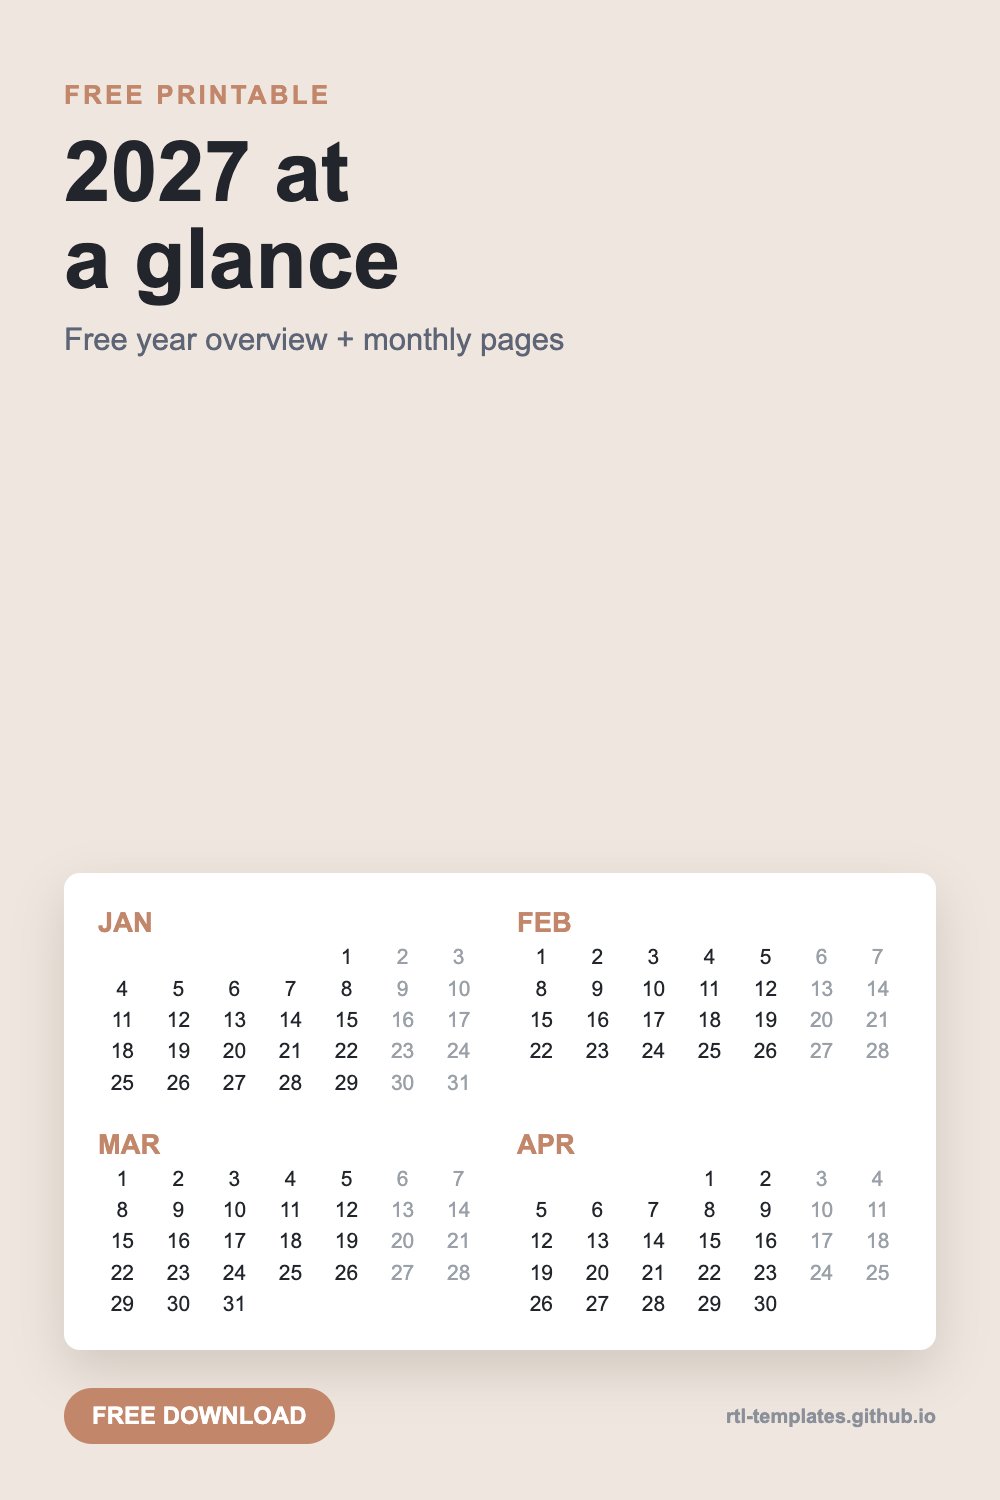 FREE PRINTABLE
2027 at
a glance
Free year overview + monthly pages
JAN
1 2 3
4 5 6 7 8 9 10
11 12 13 14 15 16 17
18 19 20 21 22 23 24
25 26 27 28 29 30 31
FEB
1 2 3 4 5 6 7
8 9 10 11 12 13 14
15 16 17 18 19 20 21
22 23 24 25 26 27 28
MAR
1 2 3 4 5 6 7
8 9 10 11 12 13 14
15 16 17 18 19 20 21
22 23 24 25 26 27 28
29 30 31
APR
1 2 3 4
5 6 7 8 9 10 11
12 13 14 15 16 17 18
19 20 21 22 23 24 25
26 27 28 29 30
FREE DOWNLOAD
rtl-templates.github.io